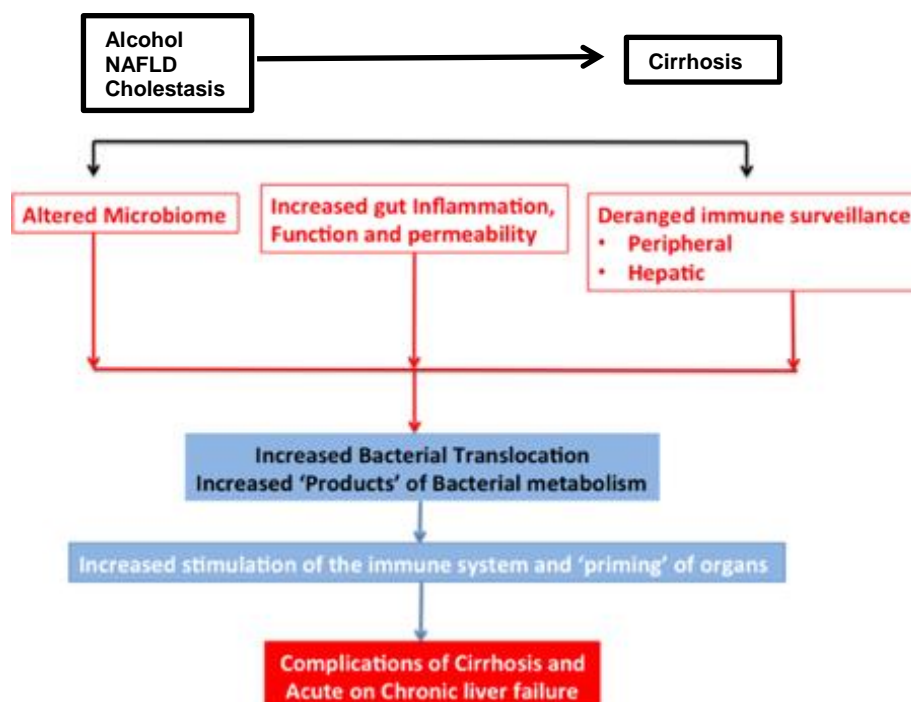 Alcohol
NAFLD
Cholestasis
Cirrhosis
Altered Microbiome
Increased gut Inflammation,
Function and permeability
Deranged immune surveillance
• Peripheral
• Hepatic
Increased Bacterial Translocation
Increased ‘Products’ of Bacterial metabolism
Increased stimulation of the immune system and ‘priming’ of organs
Complications of Cirrhosis and
Acute on Chronic liver failure